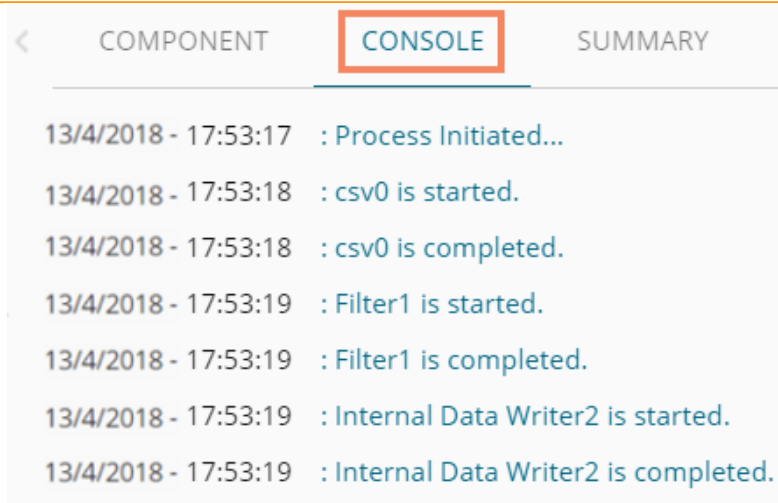 COMPONENT CONSOLE SUMMARY
13/4/2018 - 17:53:17 : Process Initiated...
13/4/2018 - 17:53:18 : csv0 is started.
13/4/2018 - 17:53:18 : csv0 is completed.
13/4/2018 - 17:53:19 : Filter1 is started.
13/4/2018 - 17:53:19 : Filter1 is completed.
13/4/2018 - 17:53:19 : Internal Data Writer2 is started.
13/4/2018 - 17:53:19 : Internal Data Writer2 is completed.